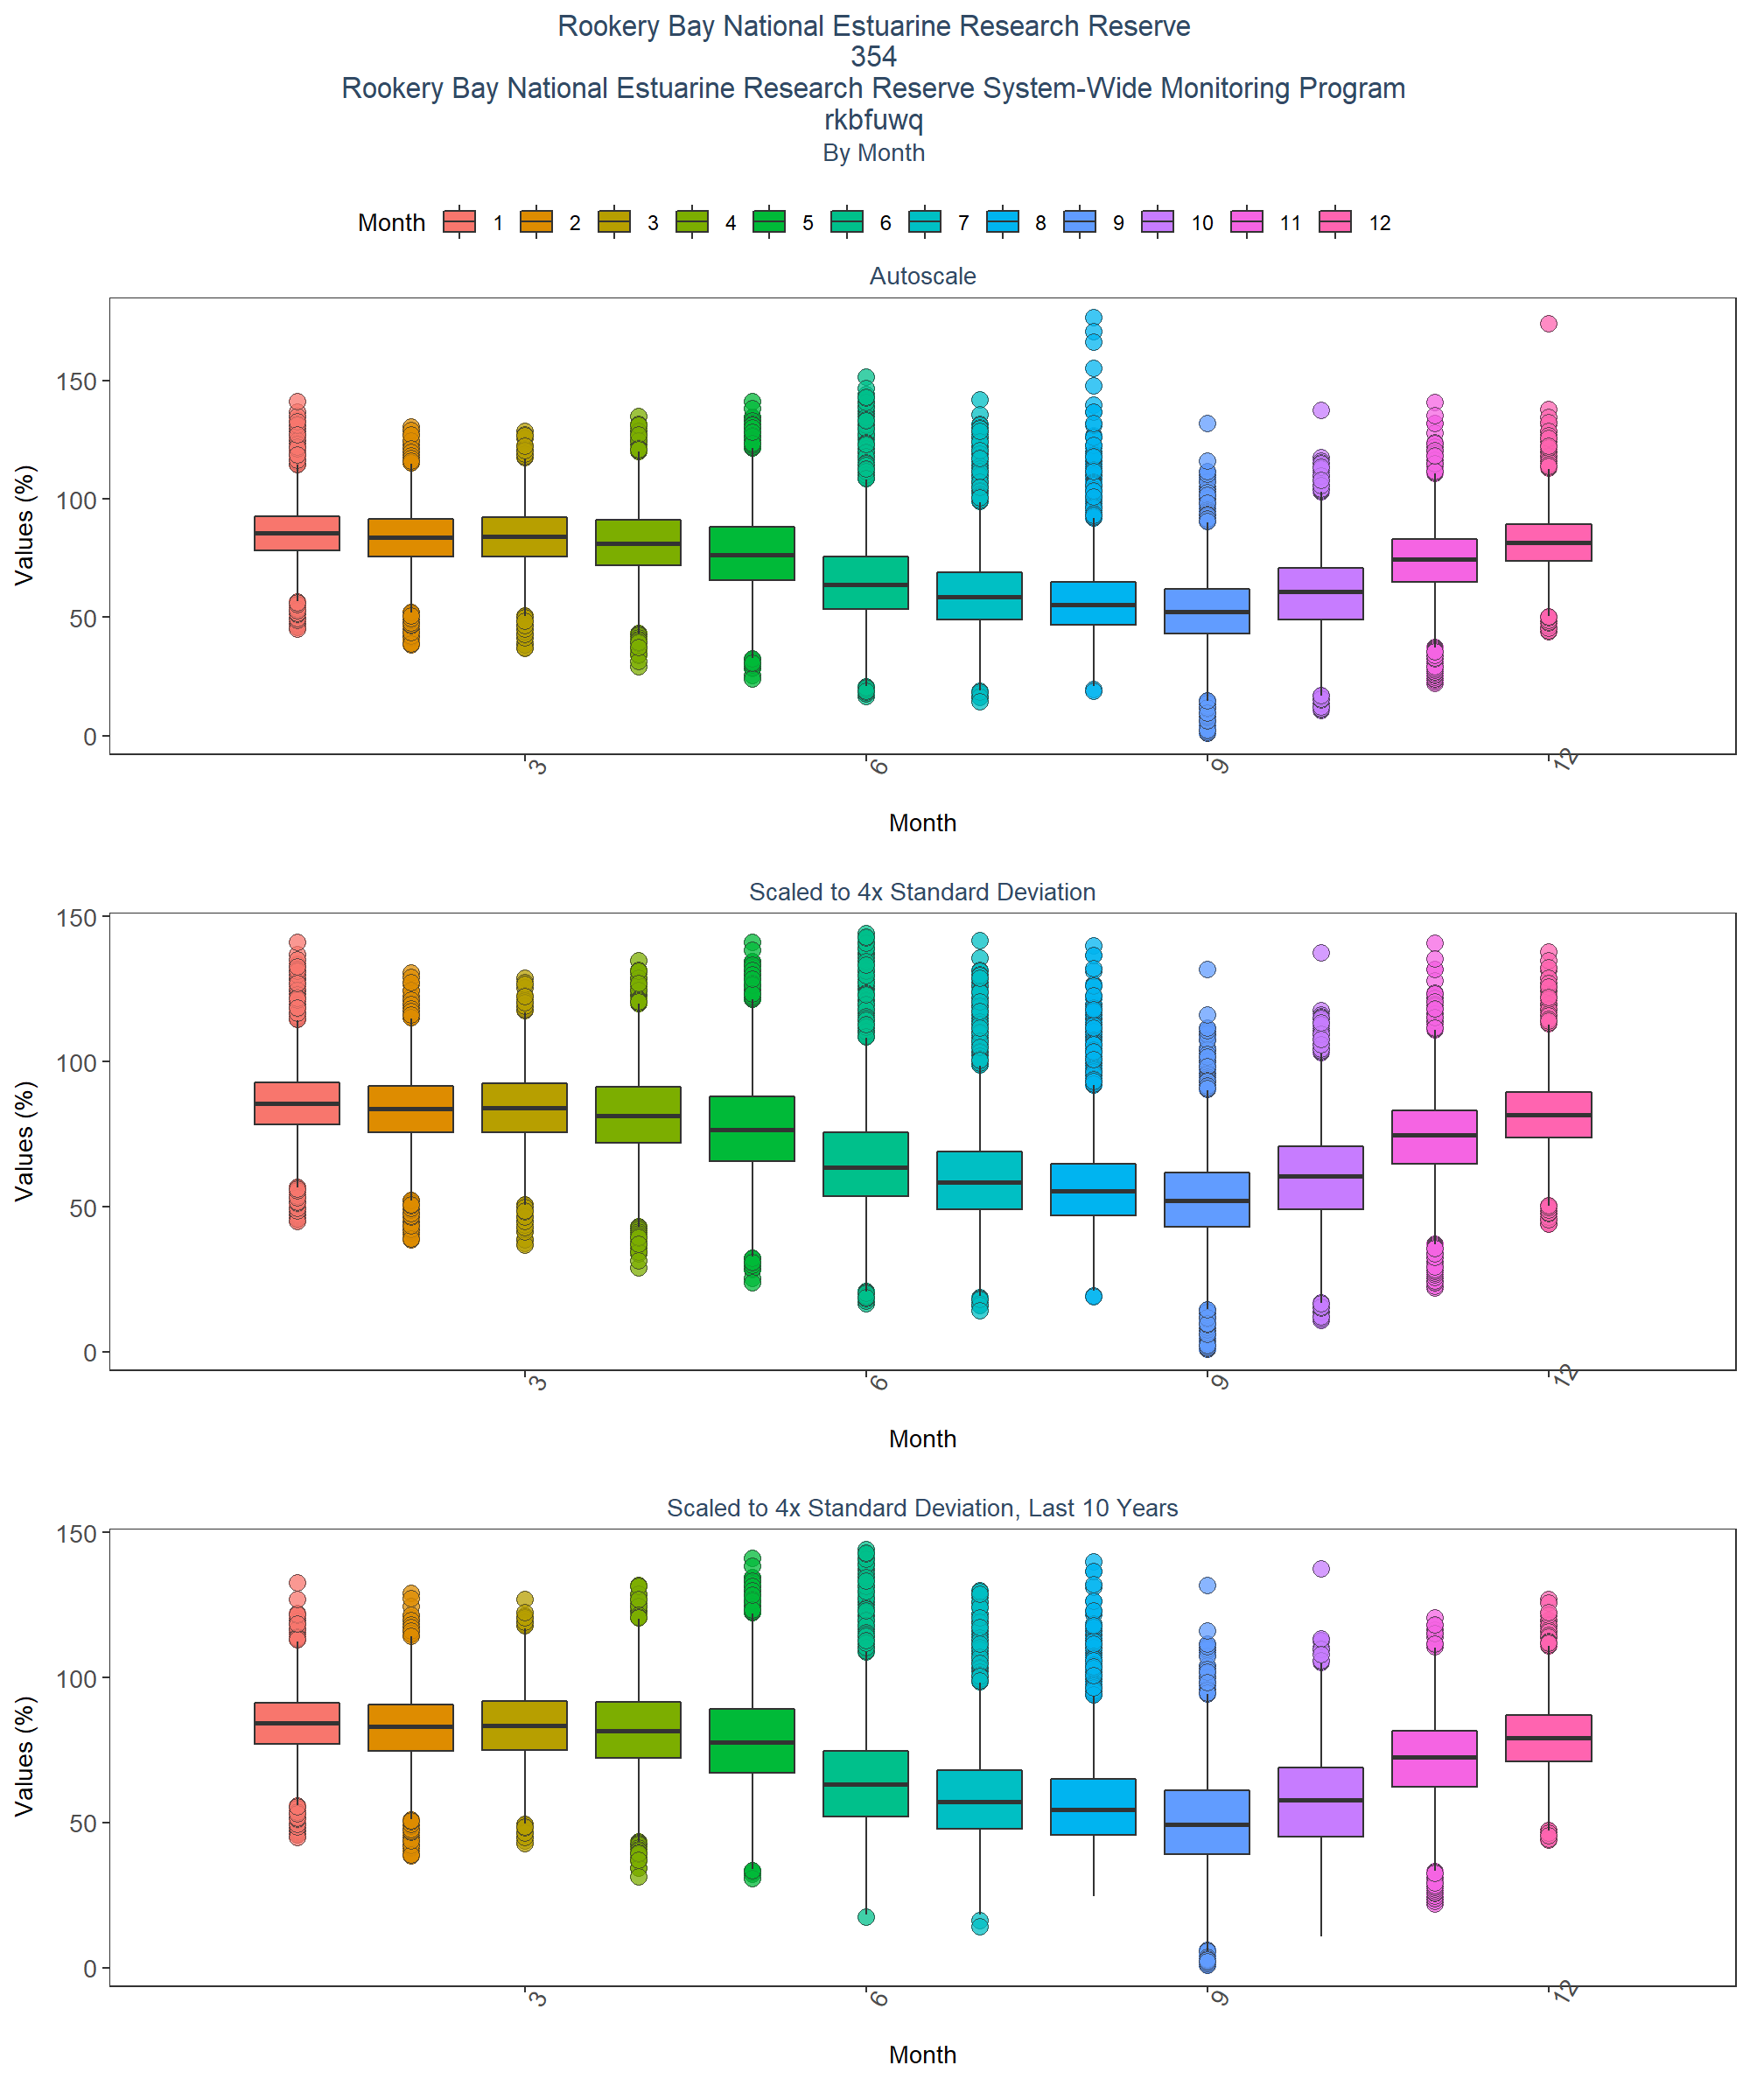 Rookery Bay National Estuarine Research Reserve
354
Rookery Bay National Estuarine Research Reserve System-Wide Monitoring Program
rkbfuwq
By Month
Month 1 2 3 4 5 6 7 8 9 10 11 12
Autoscale
Values (%)
150
100
50
0
3 6 9 12
Month
Scaled to 4x Standard Deviation
Values (%)
150
100
50
0
3 6 9 12
Month
Scaled to 4x Standard Deviation, Last 10 Years
Values (%)
150
100
50
0
3 6 9 12
Month